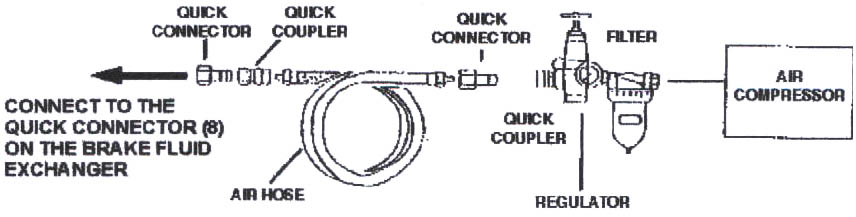 QUICK
CONNECTOR
QUICK
COUPLER
QUICK
CONNECTOR
FILTER
AIR
COMPRESSOR
CONNECT TO THE
QUICK CONNECTOR (8)
ON THE BRAKE FLUID
EXCHANGER
QUICK
COUPLER
AIR HOSE
REGULATOR